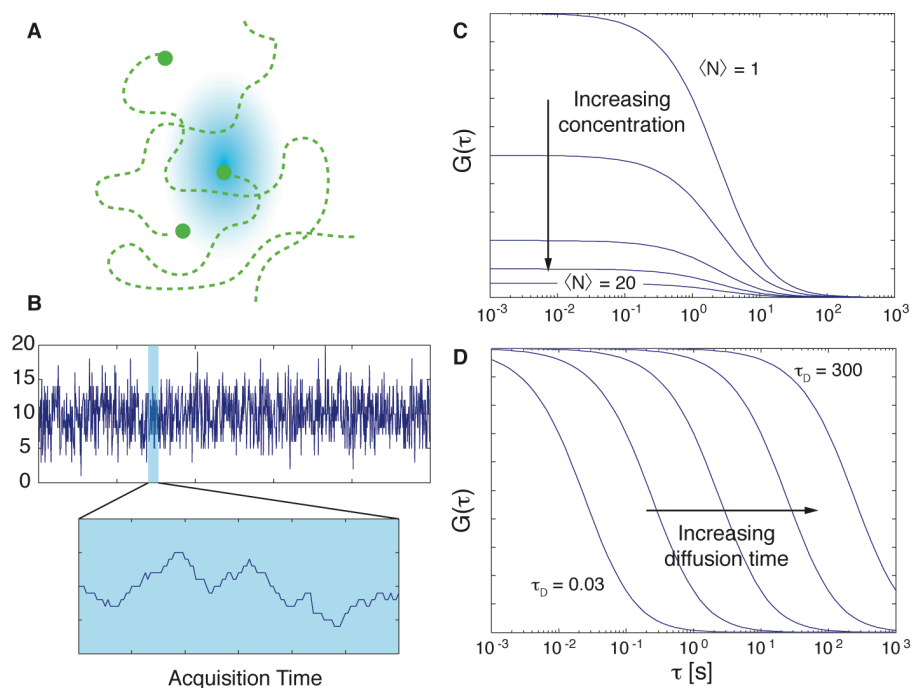 A
B
20
15
10
5
0
Acquisition Time
C
G(τ)
⟨N⟩ = 1
Increasing
concentration
⟨N⟩ = 20
10⁻³ 10⁻² 10⁻¹ 10⁰ 10¹ 10² 10³
D
G(τ)
τ_D = 300
Increasing
diffusion time
τ_D = 0.03
10⁻³ 10⁻² 10⁻¹ 10⁰ 10¹ 10² 10³
τ [s]